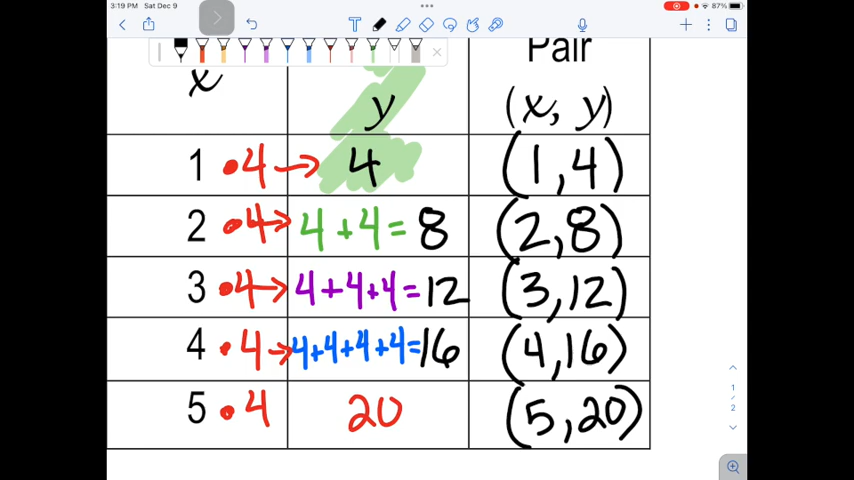 3:19 PM Sat Dec 9
87%
T
Pair
x y (x, y)
1 •4→ 4 (1,4)
2 •4→ 4+4= 8 (2,8)
3 •4→ 4+4+4= 12 (3,12)
4 •4→ 4+4+4+4= 16 (4,16)
5 •4 20 (5,20)
1
/
2